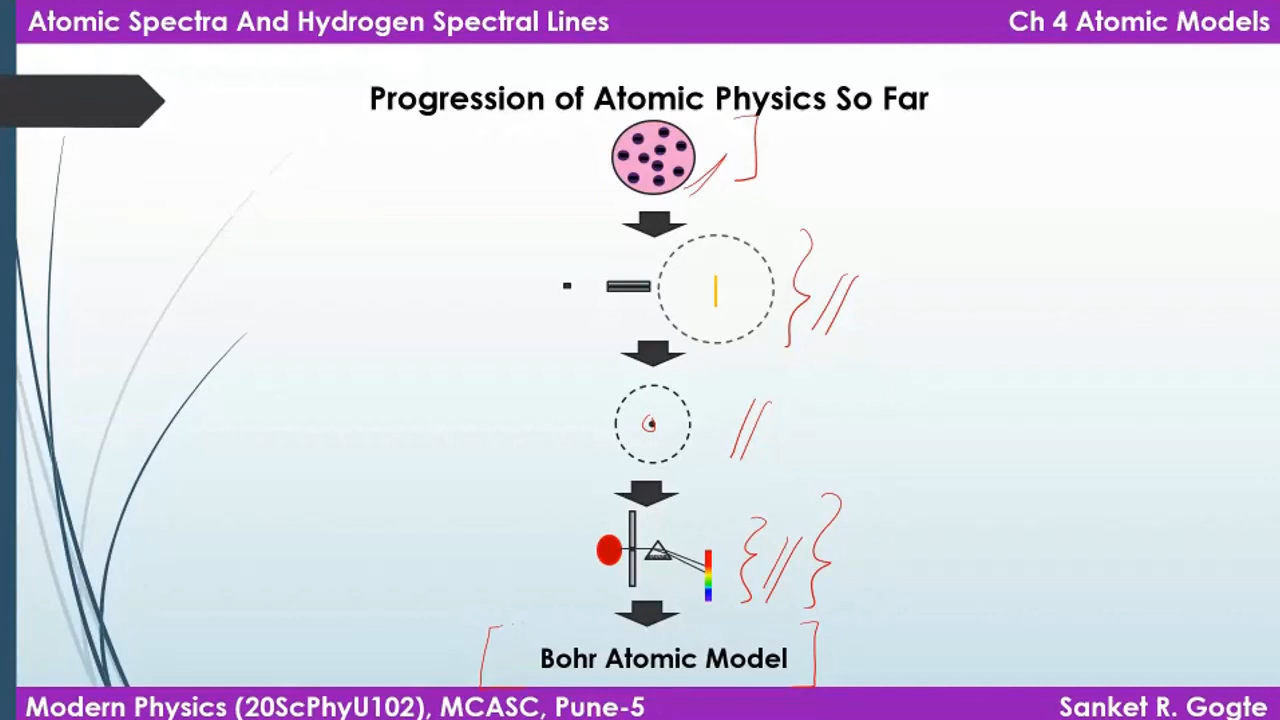 Atomic Spectra And Hydrogen Spectral Lines
Ch 4 Atomic Models
Progression of Atomic Physics So Far
Bohr Atomic Model
Modern Physics (20ScPhyU102), MCASC, Pune-5
Sanket R. Gogte